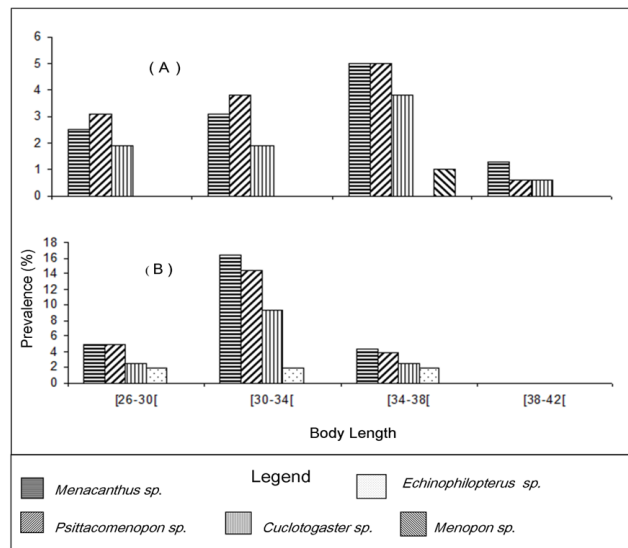 6
( A )
5
4
3
2
1
0
Prevalence (%)
18
16
( B )
14
12
10
8
6
4
2
0
[26-30[ [30-34[ [34-38[ [38-42[
Body Length
Legend
Menacanthus sp. Echinophilopterus sp.
Psittacomenopon sp. Cuclotogaster sp. Menopon sp.